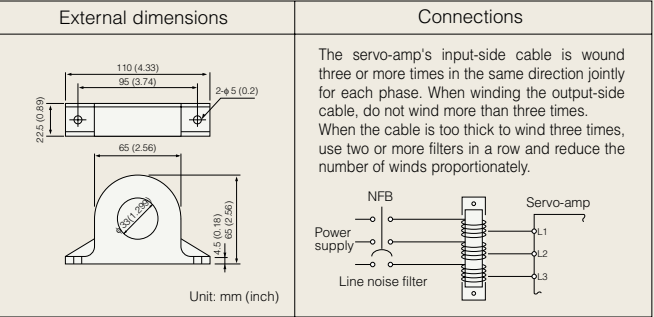 External dimensions
Connections
110 (4.33)
95 (3.74)
2-φ5 (0.2)
22.5 (0.89)
65 (2.56)
φ33(1.299)
4.5 (0.18)
65 (2.56)
Unit: mm (inch)
The servo-amp's input-side cable is wound
three or more times in the same direction jointly
for each phase. When winding the output-side
cable, do not wind more than three times.
When the cable is too thick to wind three times,
use two or more filters in a row and reduce the
number of winds proportionately.
NFB
Servo-amp
Power
supply
L1
L2
L3
Line noise filter